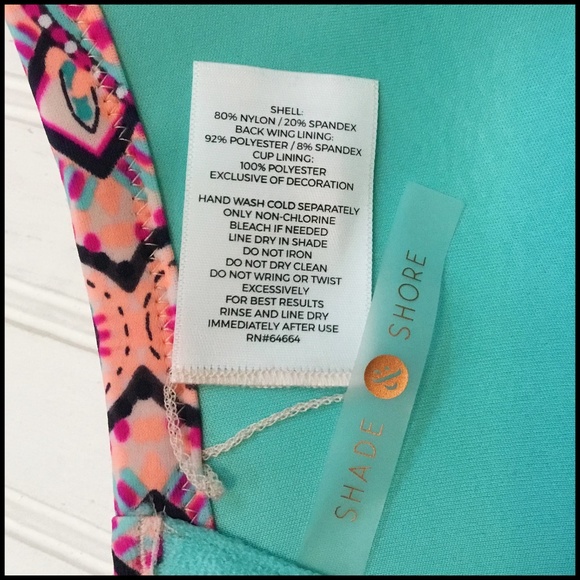 SHELL:
80% NYLON / 20% SPANDEX
BACK WING LINING:
92% POLYESTER / 8% SPANDEX
CUP LINING:
100% POLYESTER
EXCLUSIVE OF DECORATION
HAND WASH COLD SEPARATELY
ONLY NON-CHLORINE
BLEACH IF NEEDED
LINE DRY IN SHADE
DO NOT IRON
DO NOT DRY CLEAN
DO NOT WRING OR TWIST
EXCESSIVELY
FOR BEST RESULTS
RINSE AND LINE DRY
IMMEDIATELY AFTER USE
RN#64664
SHADE & SHORE